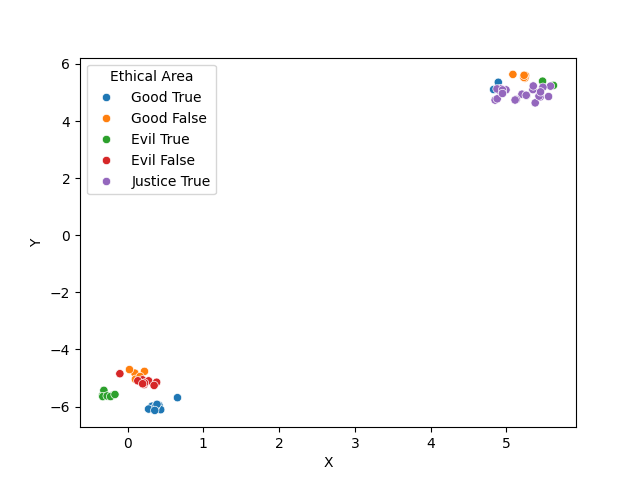 Ethical Area
Good True
Good False
Evil True
Evil False
Justice True
6
4
2
0
−2
−4
−6
Y
0 1 2 3 4 5
X